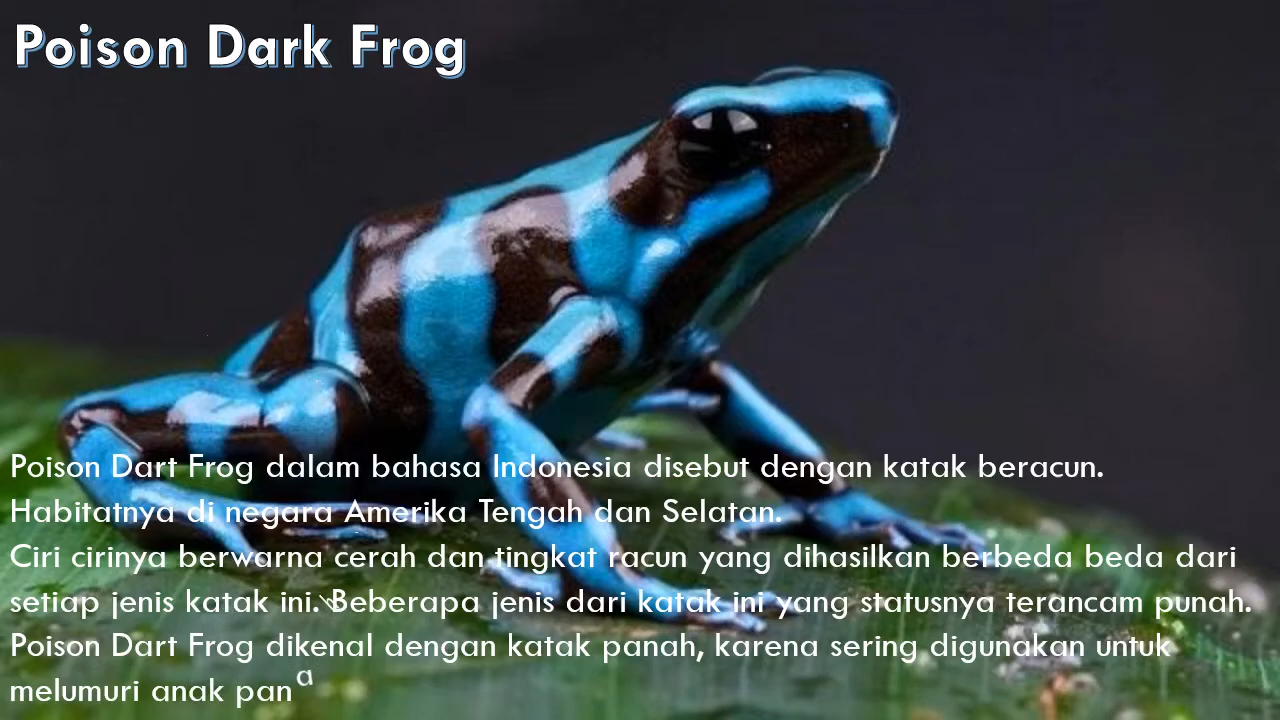 Poison Dark Frog
Poison Dart Frog dalam bahasa Indonesia disebut dengan katak beracun.
Habitatnya di negara Amerika Tengah dan Selatan.
Ciri cirinya berwarna cerah dan tingkat racun yang dihasilkan berbeda beda dari
setiap jenis katak ini. Beberapa jenis dari katak ini yang statusnya terancam punah.
Poison Dart Frog dikenal dengan katak panah, karena sering digunakan untuk
melumuri anak pana